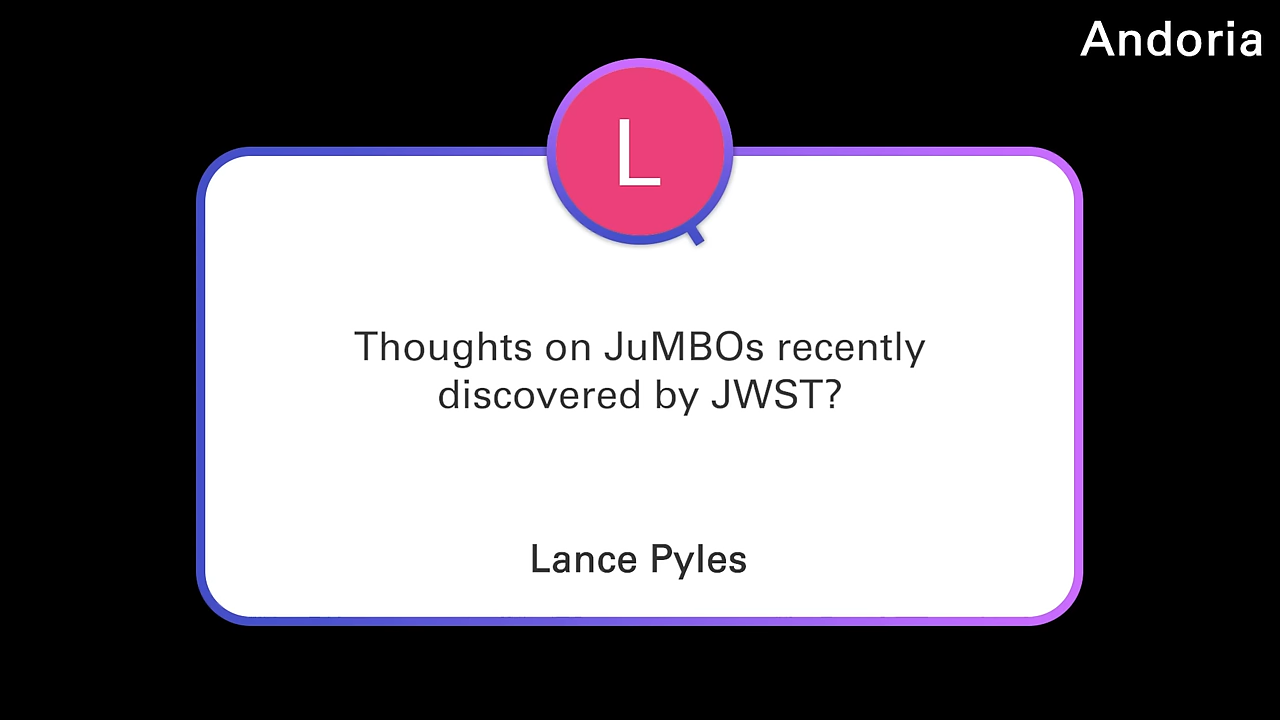 Andoria
L
Thoughts on JuMBOs recently
discovered by JWST?
Lance Pyles